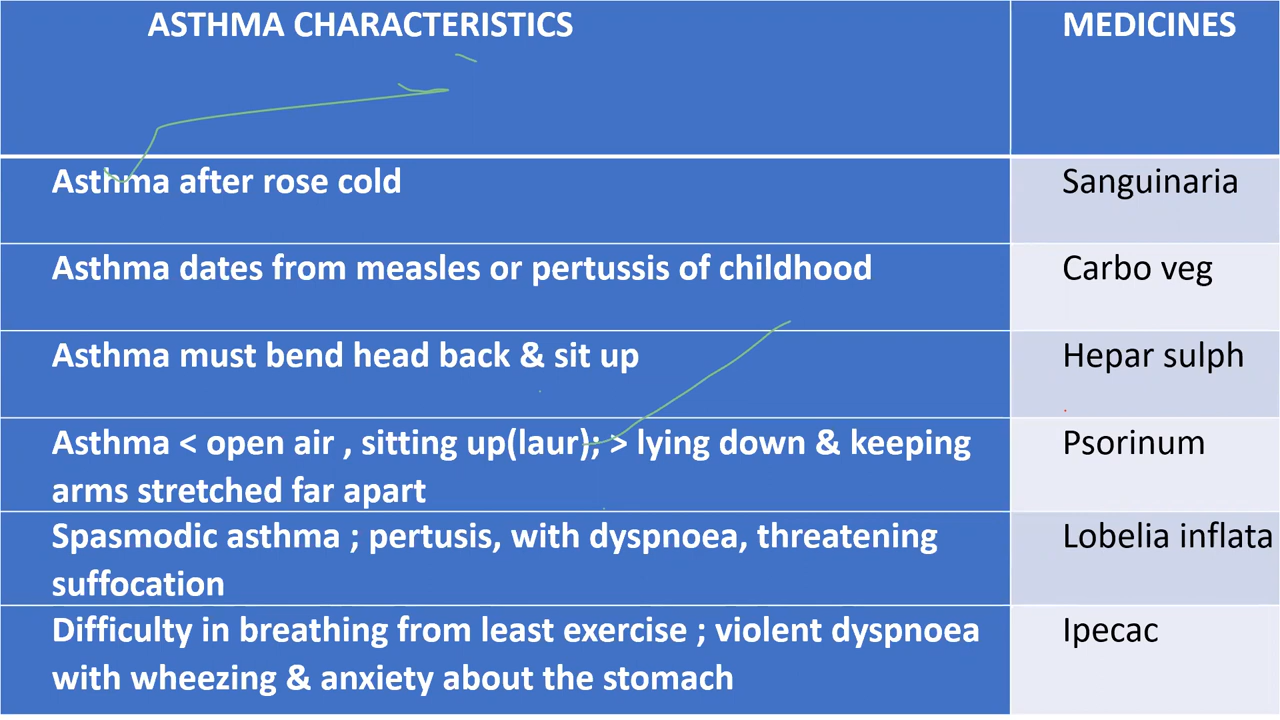 ASTHMA CHARACTERISTICS MEDICINES
Asthma after rose cold Sanguinaria
Asthma dates from measles or pertussis of childhood Carbo veg
Asthma must bend head back & sit up Hepar sulph
Asthma < open air , sitting up(laur); > lying down & keeping Psorinum
arms stretched far apart
Spasmodic asthma ; pertusis, with dyspnoea, threatening Lobelia inflata
suffocation
Difficulty in breathing from least exercise ; violent dyspnoea Ipecac
with wheezing & anxiety about the stomach